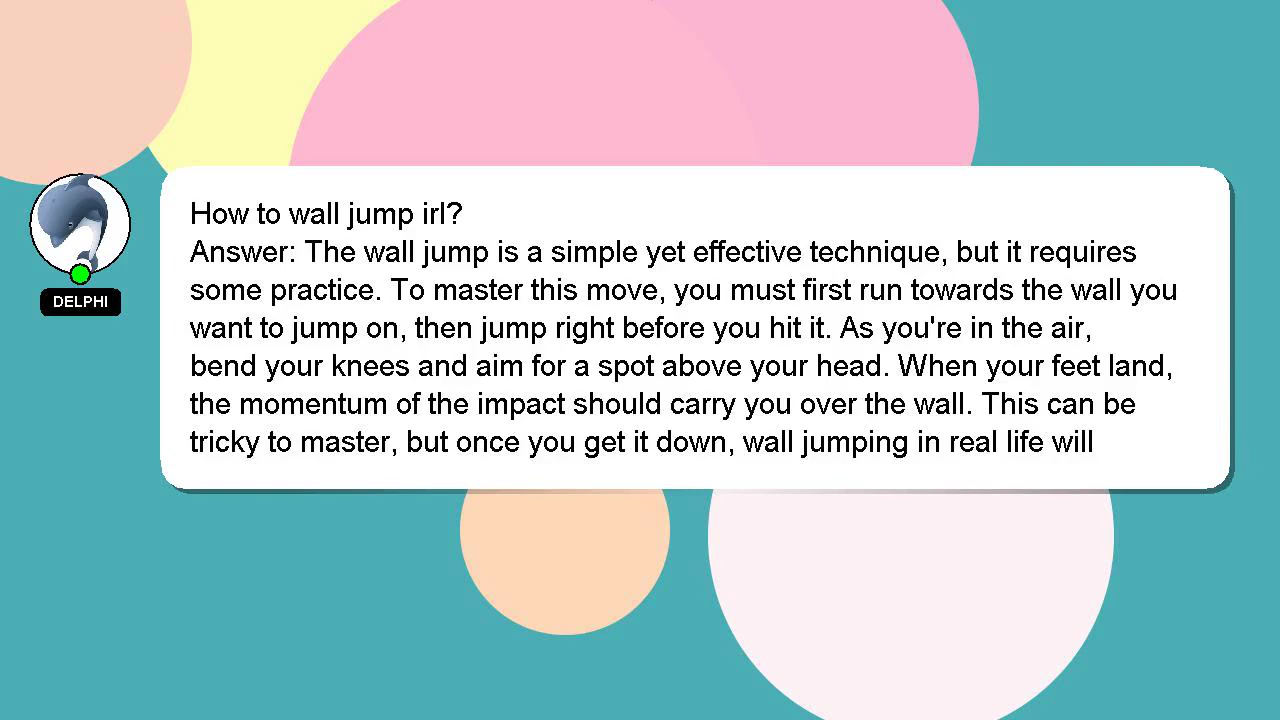 How to wall jump irl?
Answer: The wall jump is a simple yet effective technique, but it requires
some practice. To master this move, you must first run towards the wall you
want to jump on, then jump right before you hit it. As you're in the air,
bend your knees and aim for a spot above your head. When your feet land,
the momentum of the impact should carry you over the wall. This can be
tricky to master, but once you get it down, wall jumping in real life will
DELPHI